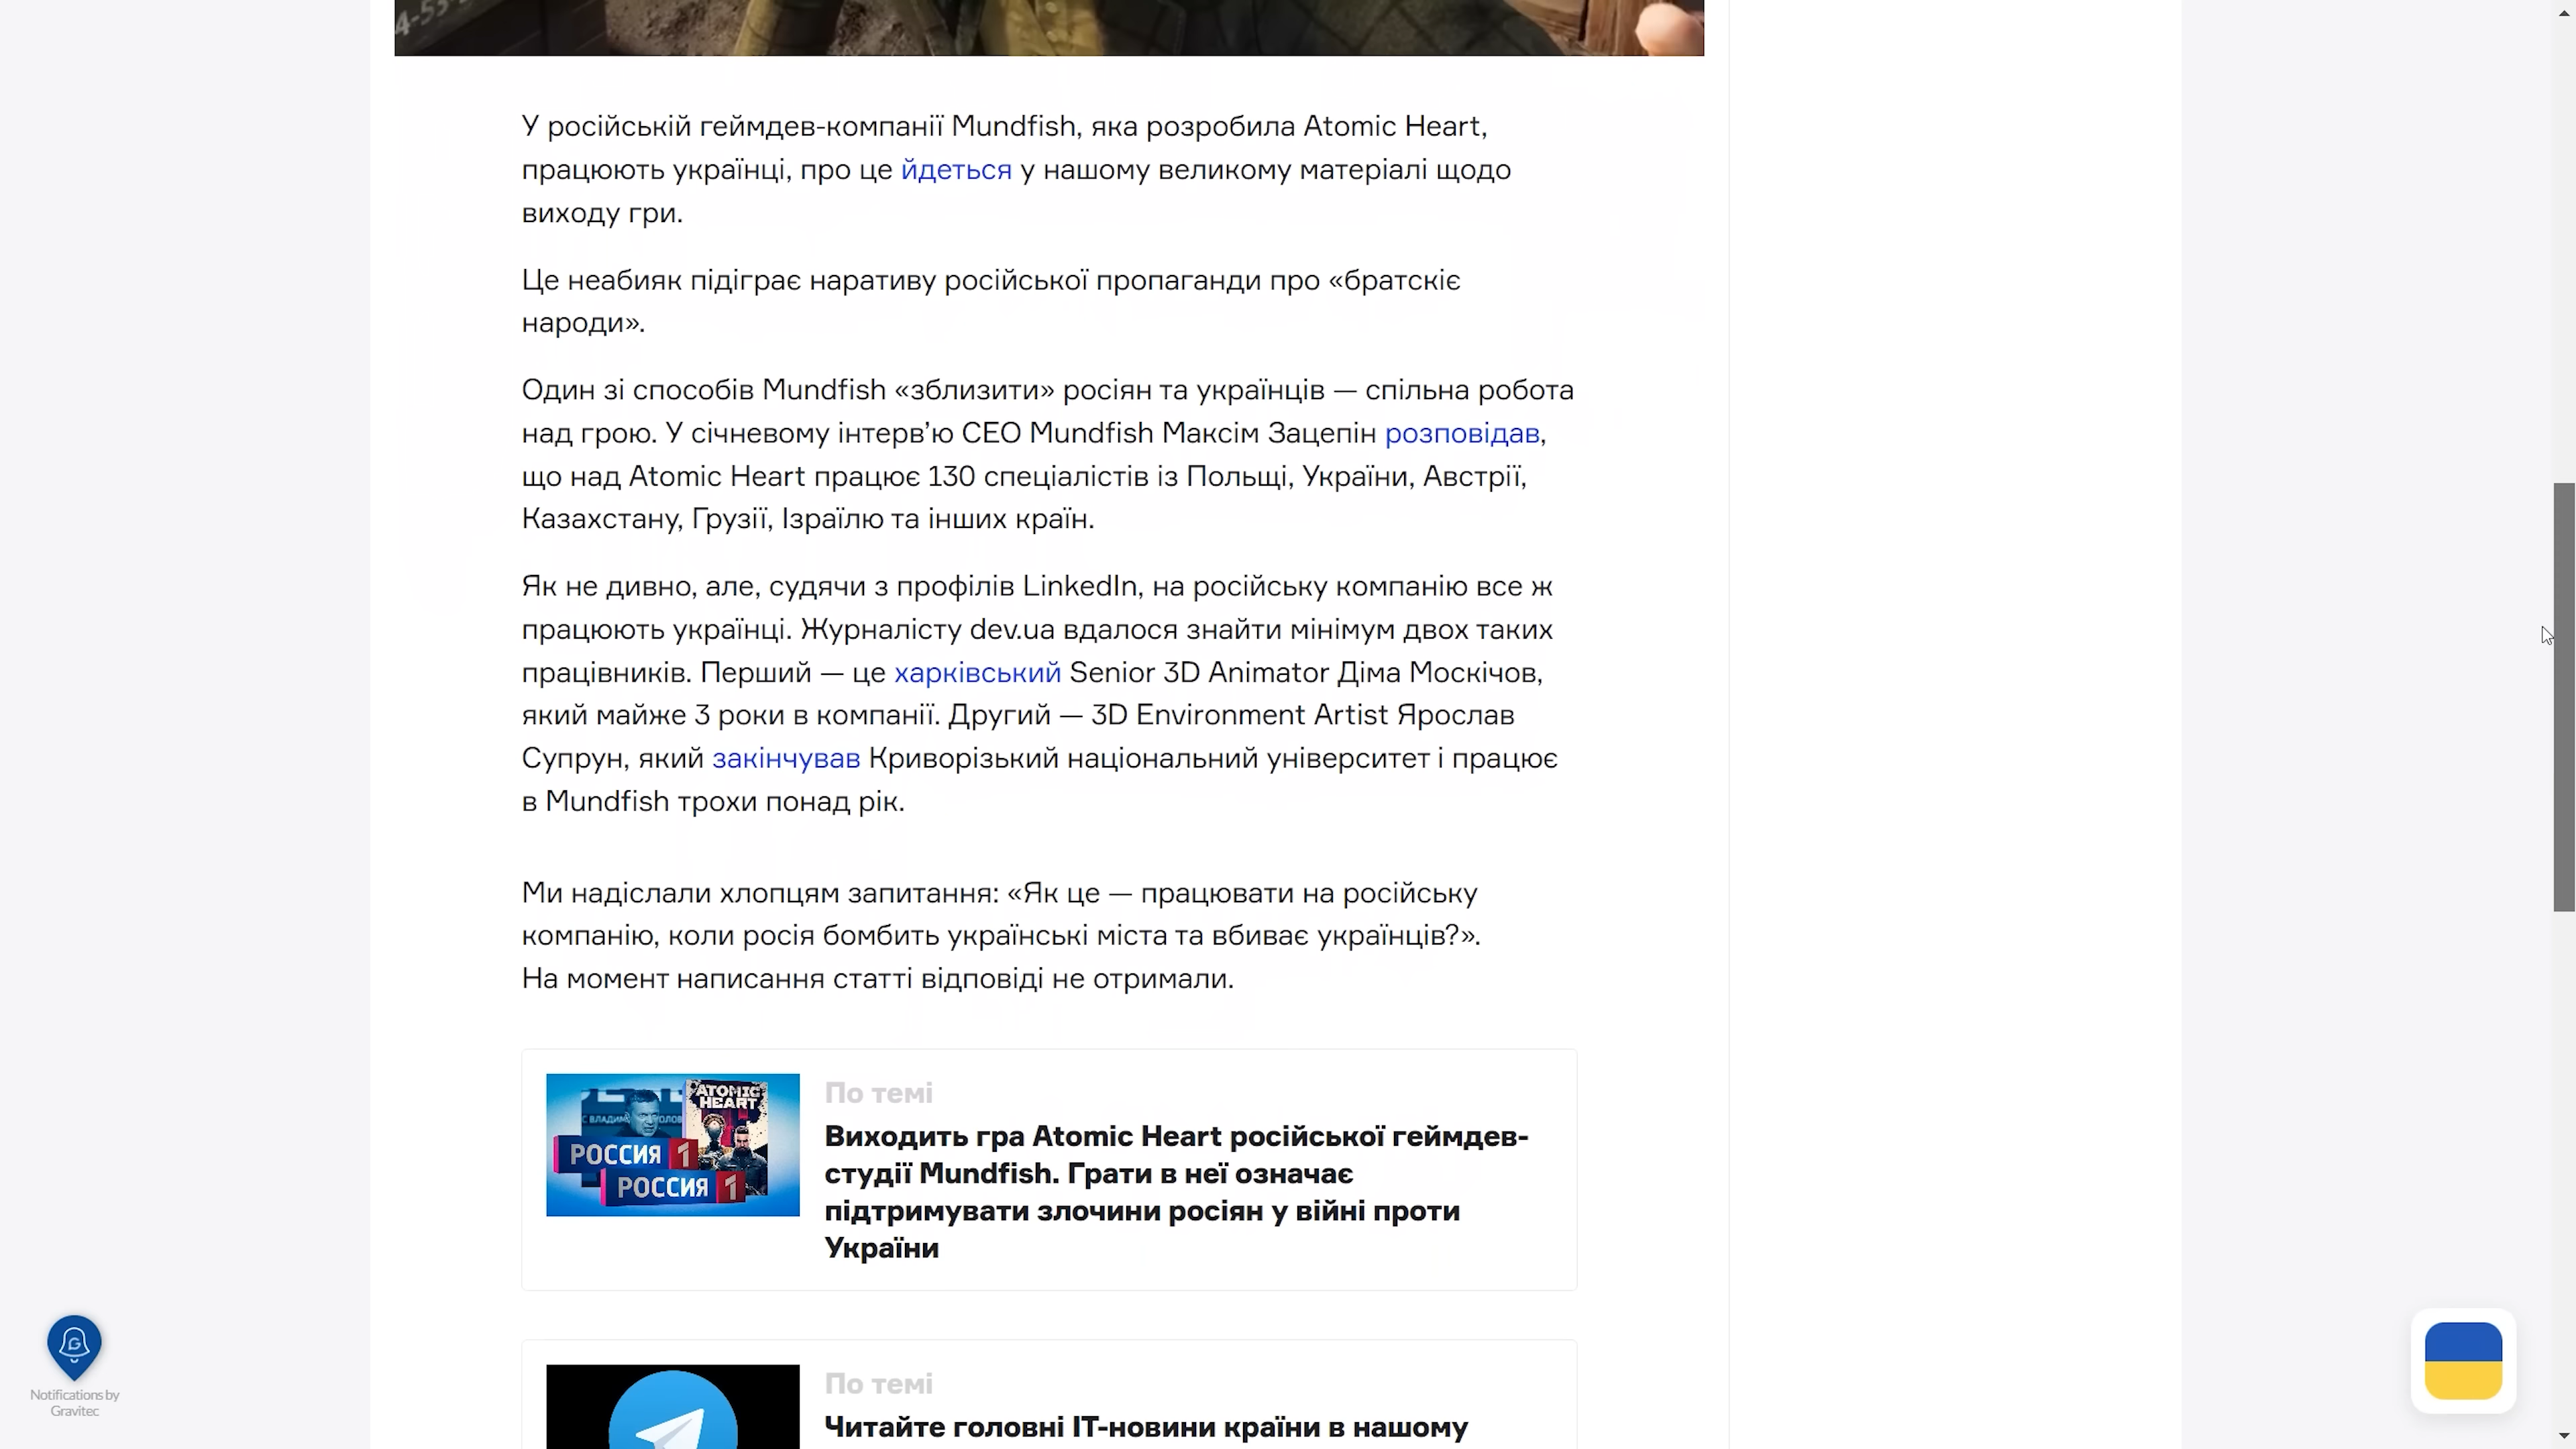 У російській геймдев-компанії Mundfish, яка розробила Atomic Heart,
працюють українці, про це йдеться у нашому великому матеріалі щодо
виходу гри.
Це неабияк підіграє наративу російської пропаганди про «братскіє
народи».
Один зі способів Mundfish «зблизити» росіян та українців — спільна робота
над грою. У січневому інтерв’ю CEO Mundfish Максім Зацепін розповідав,
що над Atomic Heart працює 130 спеціалістів із Польщі, України, Австрії,
Казахстану, Грузії, Ізраїлю та інших країн.
Як не дивно, але, судячи з профілів LinkedIn, на російську компанію все ж
працюють українці. Журналісту dev.ua вдалося знайти мінімум двох таких
працівників. Перший — це харківський Senior 3D Animator Діма Москічов,
який майже 3 роки в компанії. Другий — 3D Environment Artist Ярослав
Супрун, який закінчував Криворізький національний університет і працює
в Mundfish трохи понад рік.
Ми надіслали хлопцям запитання: «Як це — працювати на російську
компанію, коли росія бомбить українські міста та вбиває українців?».
На момент написання статті відповіді не отримали.
ATOMIC
HEART
РОССИЯ 1
РОССИЯ 1
По темі
Виходить гра Atomic Heart російської геймдев-
студії Mundfish. Грати в неї означає
підтримувати злочини росіян у війні проти
України
По темі
Читайте головні IT-новини країни в нашому
Notifications by
Gravitec